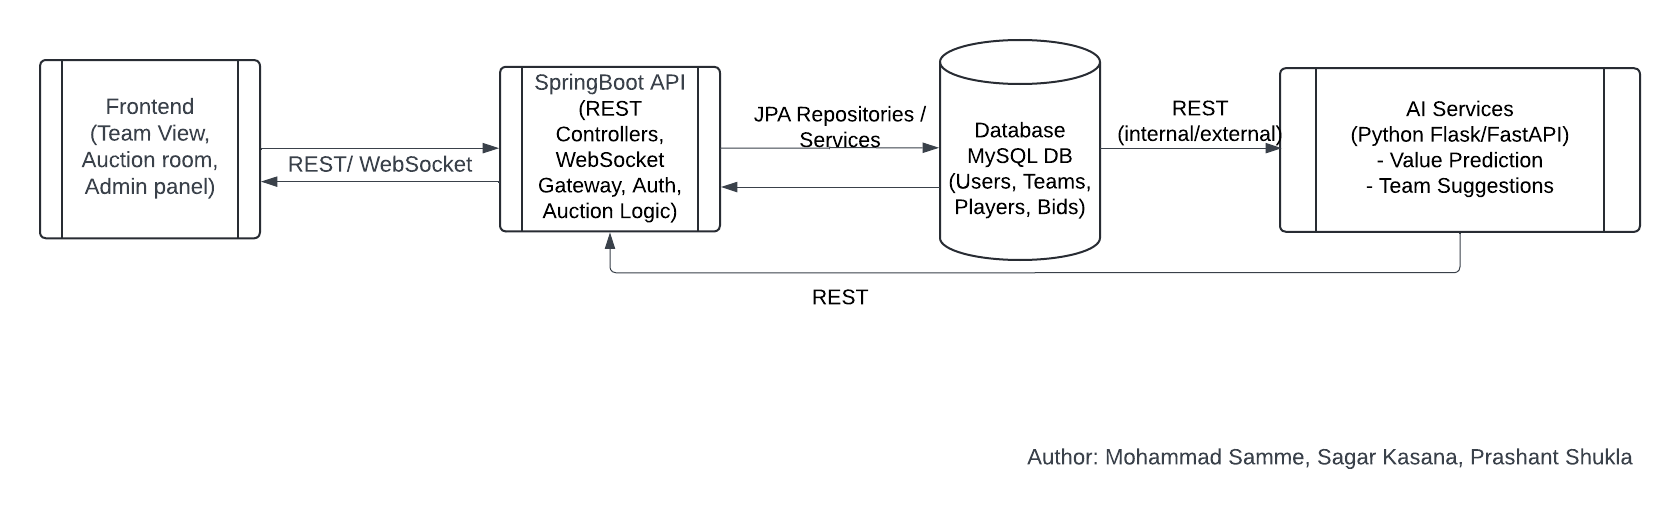 Frontend
(Team View,
Auction room,
Admin panel)
REST/ WebSocket
SpringBoot API
(REST
Controllers,
WebSocket
Gateway, Auth,
Auction Logic)
JPA Repositories /
Services
Database
MySQL DB
(Users, Teams,
Players, Bids)
REST
(internal/external)
AI Services
(Python Flask/FastAPI)
- Value Prediction
- Team Suggestions
REST
Author: Mohammad Samme, Sagar Kasana, Prashant Shukla